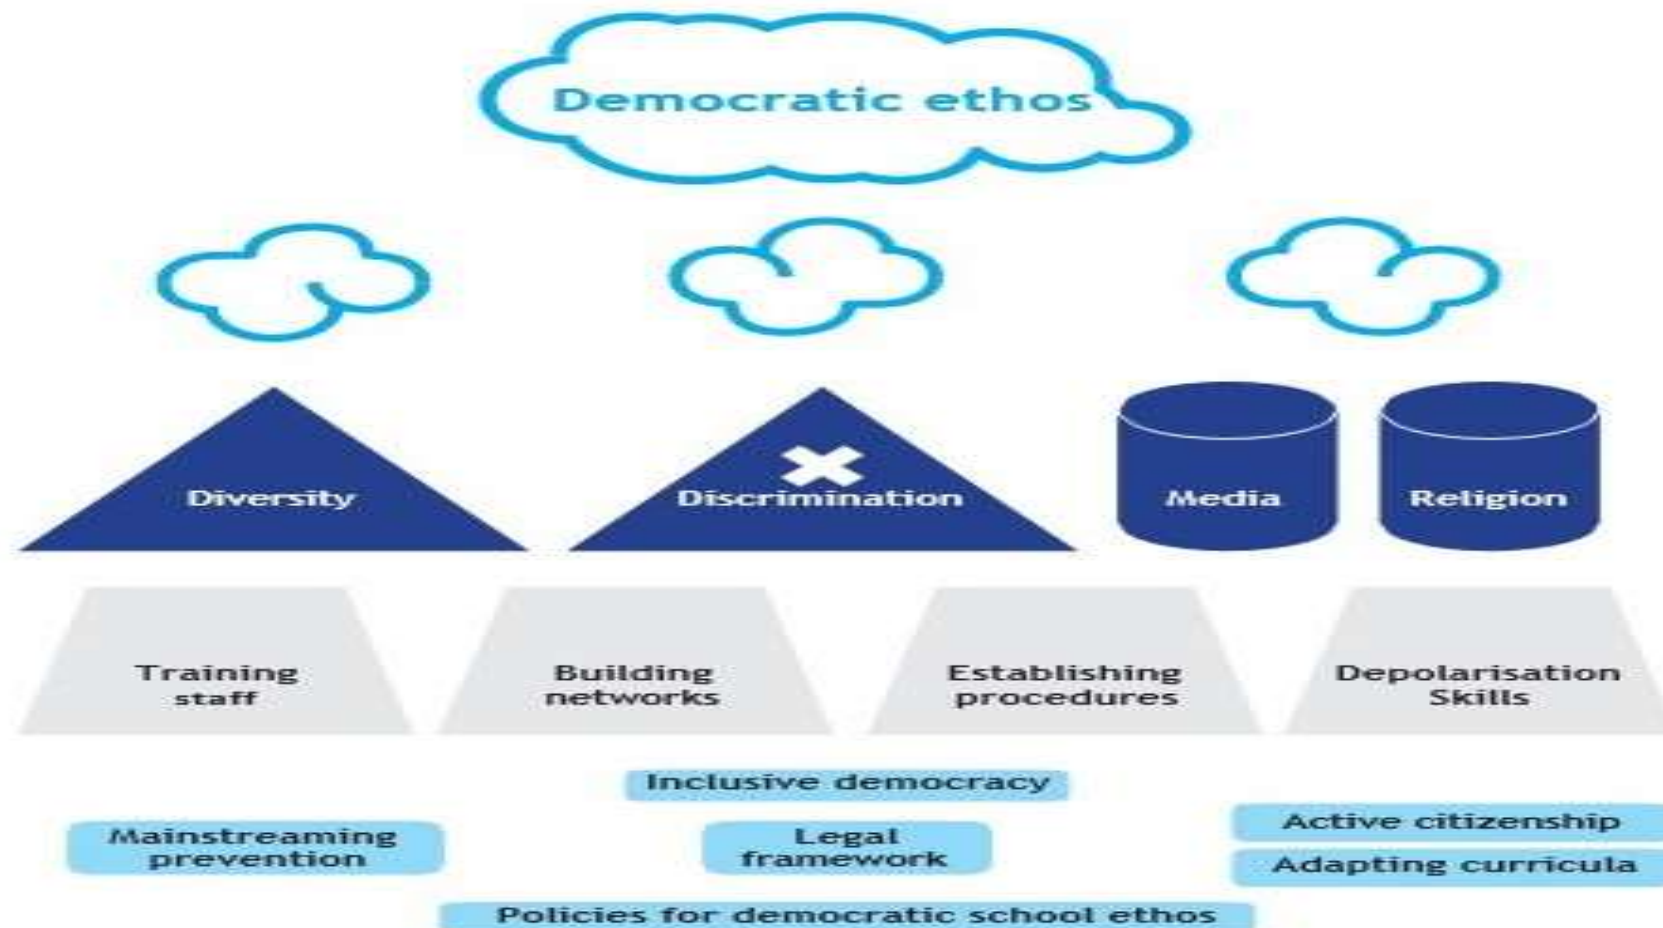 Democratic ethos
Diversity
Discrimination
Media
Religion
Training
staff
Building
networks
Establishing
procedures
Depolarisation
Skills
Inclusive democracy
Mainstreaming
prevention
Legal
framework
Active citizenship
Adapting curricula
Policies for democratic school ethos